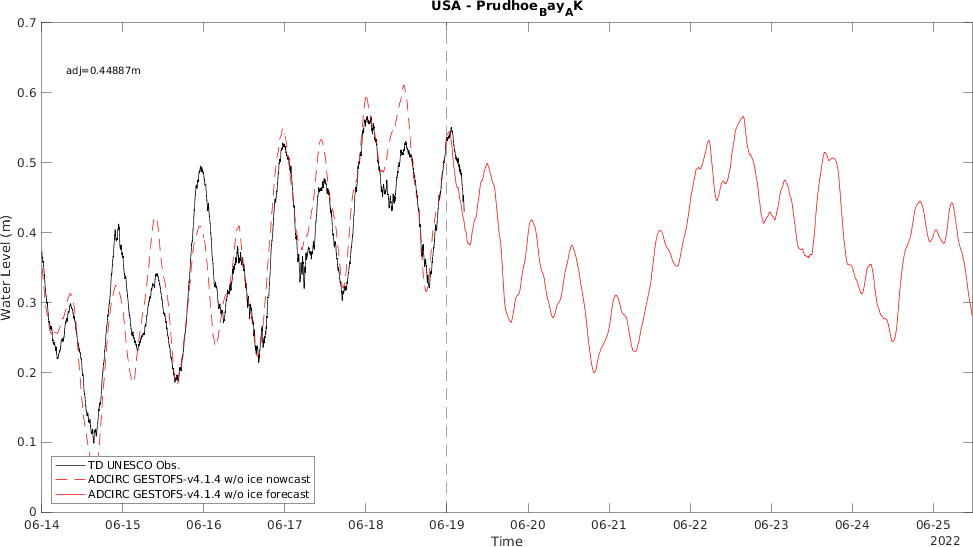 USA - PrudhoeBayAK
0.7
adj=0.44887m
0.6
0.5
0.4
Water Level (m)
0.3
0.2
0.1
TD UNESCO Obs.
ADCIRC GESTOFS-v4.1.4 w/o ice nowcast
ADCIRC GESTOFS-v4.1.4 w/o ice forecast
0
06-14 06-15 06-16 06-17 06-18 06-19 06-20 06-21 06-22 06-23 06-24 06-25
Time
2022